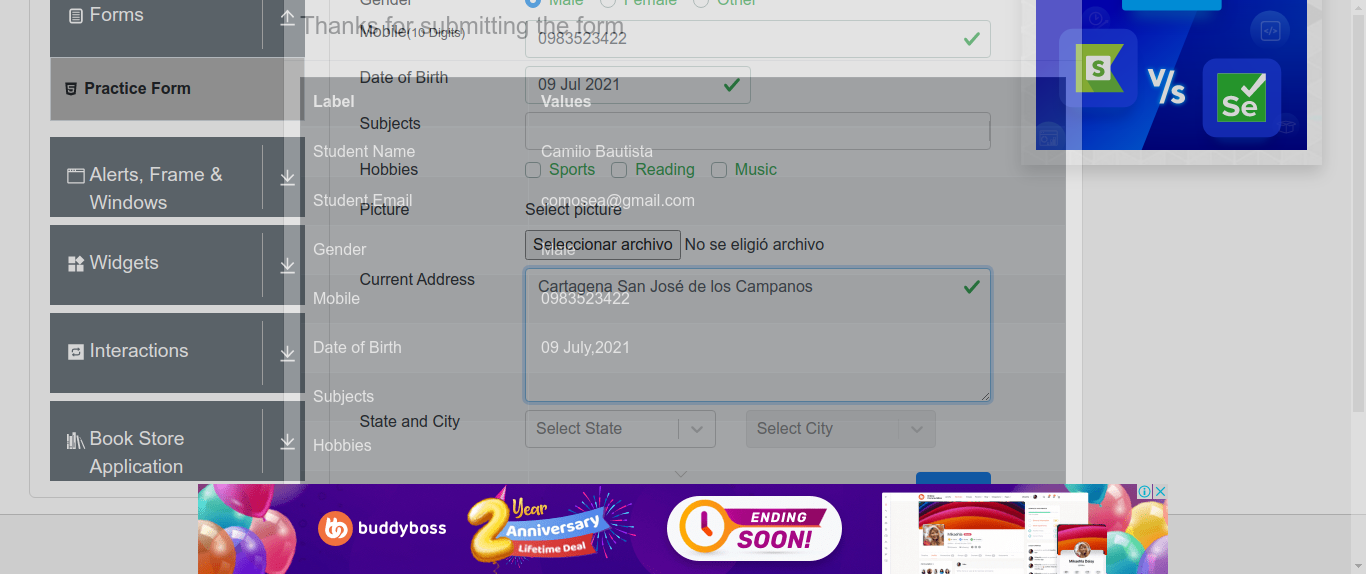 Forms
Practice Form
Alerts, Frame &
Windows
Widgets
Interactions
Book Store
Application
Thanks for submitting the form
Gender Male Female Other
Mobile(10 Digits) 0983523422
Date of Birth 09 Jul 2021
Subjects
Hobbies Sports Reading Music
Picture Select picture
Seleccionar archivo No se eligió archivo
Current Address Cartagena San José de los Campanos
State and City Select State Select City
Label Values
Student Name Camilo Bautista
Student Email comosea@gmail.com
Gender Male
Mobile 0983523422
Date of Birth 09 July,2021
Subjects
Hobbies
S
V/s
Se
buddyboss
2 Year
Anniversary
Lifetime Deal
ENDING
SOON!